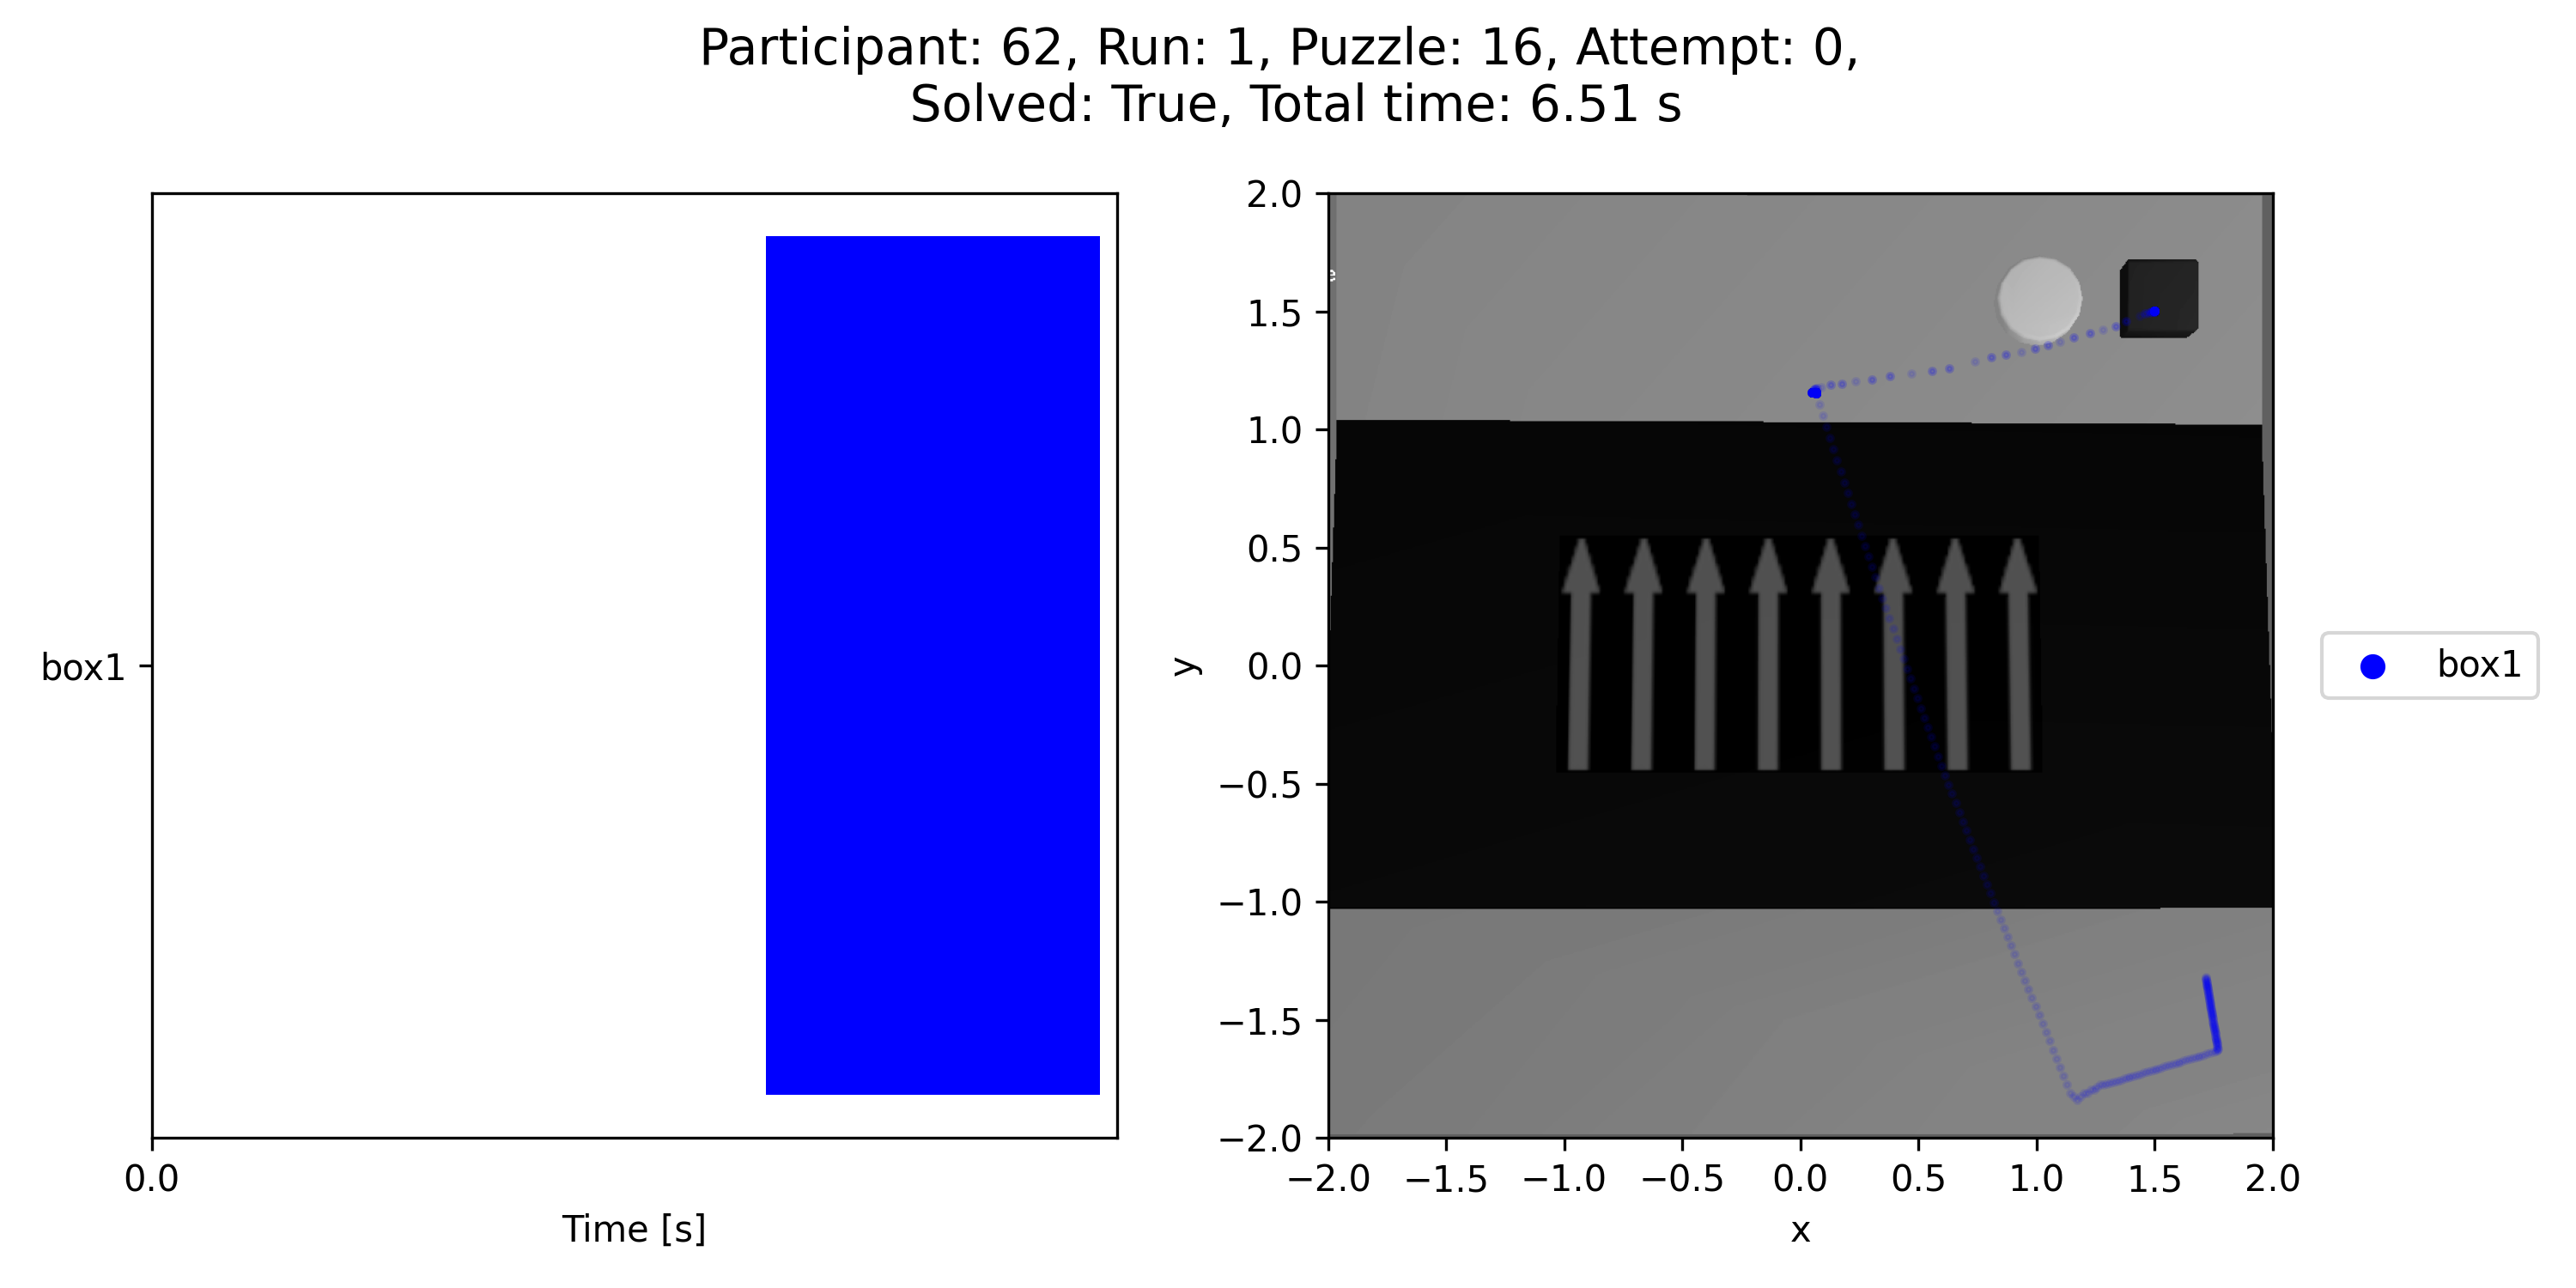 Participant: 62, Run: 1, Puzzle: 16, Attempt: 0,
Solved: True, Total time: 6.51 s
box1
0.0
Time [s]
2.0
1.5
1.0
0.5
0.0
−0.5
−1.0
−1.5
−2.0
y
e
−2.0 −1.5 −1.0 −0.5 0.0 0.5 1.0 1.5 2.0
x
box1